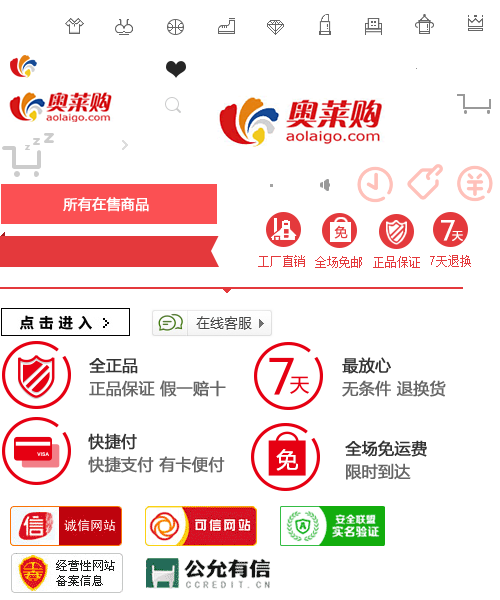 奥莱购
aolaigo.com
奥莱购
aolaigo.com
z z Z
所有在售商品
免
7天
工厂直销 全场免邮 正品保证 7天退换
点击进入 >
在线客服
全正品
正品保证 假一赔十
7天
最放心
无条件 退换货
VISA
快捷付
快捷支付 有卡便付
免
全场免运费
限时到达
信 诚信网站
可信网站
安全联盟
实名验证
经营性网站
备案信息
公允有信
CCREDIT.CN